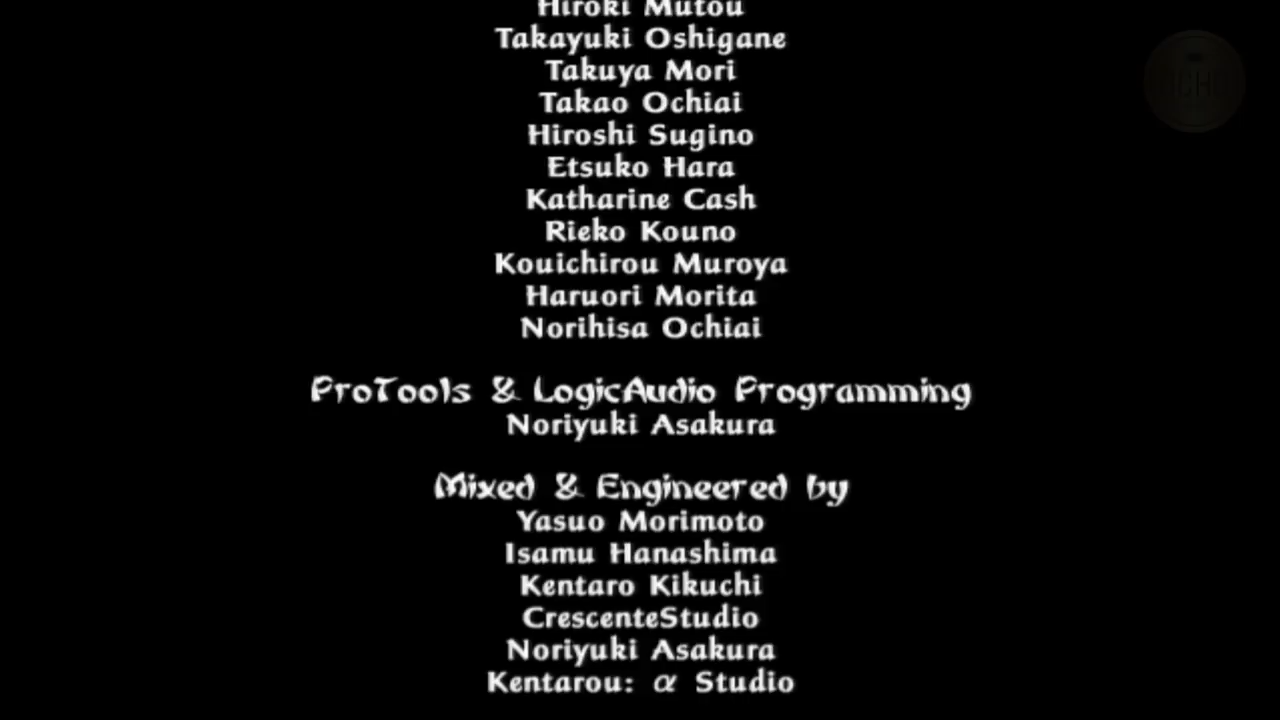 Hiroki Mutou
Takayuki Oshigane
Takuya Mori
Takao Ochiai
Hiroshi Sugino
Etsuko Hara
Katharine Cash
Rieko Kouno
Kouichirou Muroya
Haruori Morita
Norihisa Ochiai
ProTools & LogicAudio Programming
Noriyuki Asakura
Mixed & Engineered by
Yasuo Morimoto
Isamu Hanashima
Kentaro Kikuchi
CrescenteStudio
Noriyuki Asakura
Kentarou: α Studio